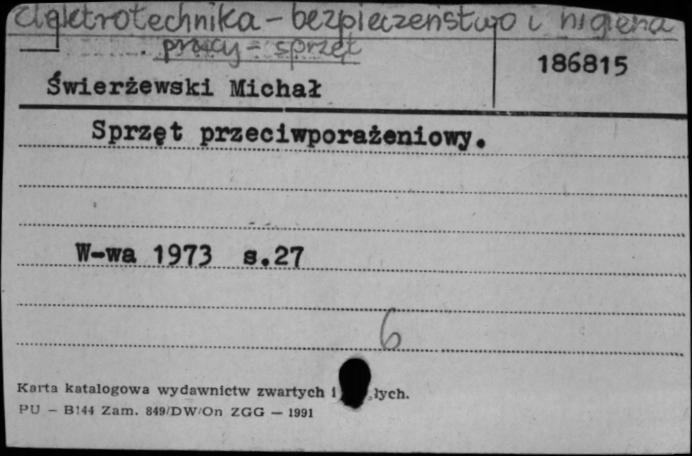 elektrotechnika - bezpieczeństwo i higiena
pracy - sprzęt
186815
Świerżewski Michał
Sprzęt przeciwporażeniowy.
W-wa 1973 s.27
6
Karta katalogowa wydawnictw zwartych i łych.
PU - B144 Zam. 849/DW/On ZGG - 1991